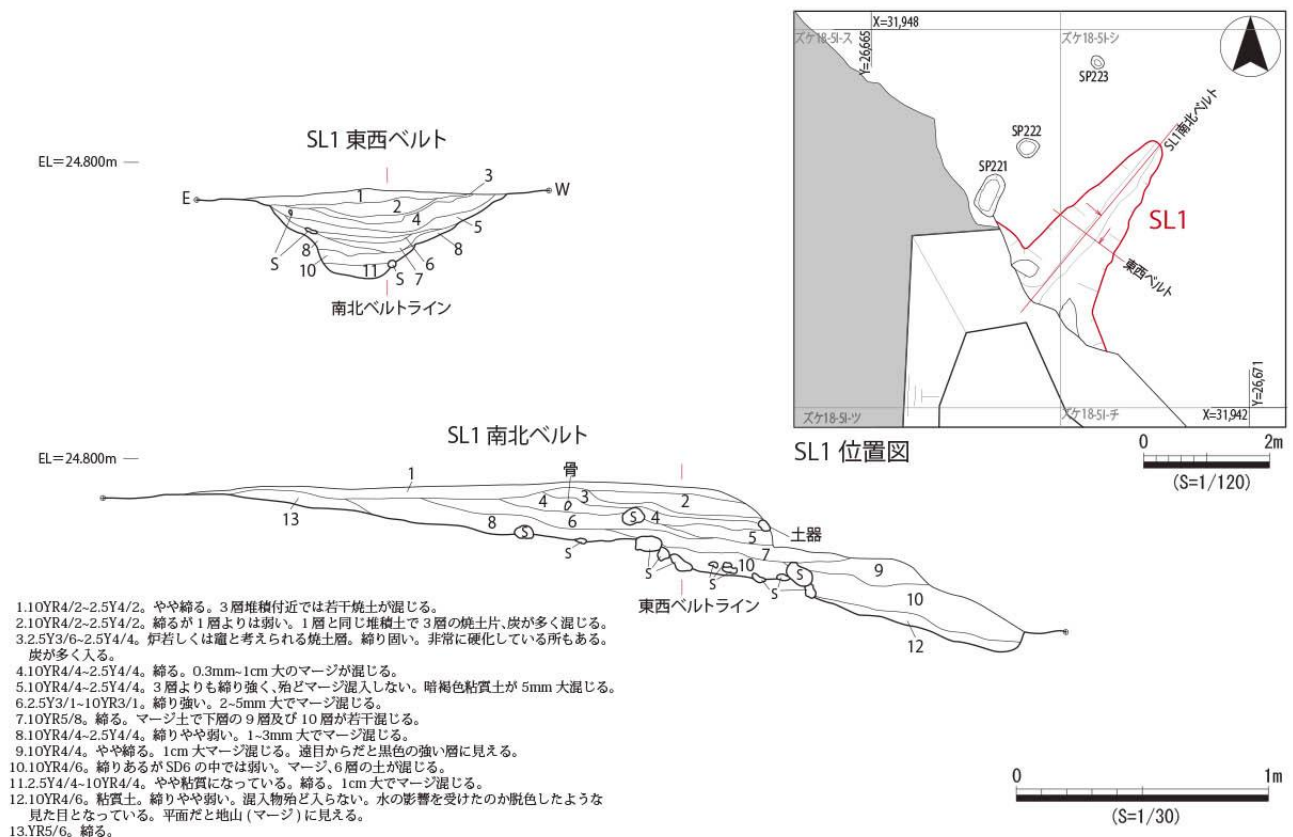 SL1 東西ベルト
EL=24.800m
E
W
1
2
3
4
5
6
7
8
8
10
11
S
S
南北ベルトライン
ズケ18-5I-ス
X=31,948
Y=26,665
ズケ18-5I-シ
SP223
SP222
SP221
SL1南北ベルト
SL1
東西ベルト
ズケ18-5I-ツ
ズケ18-5I-チ
X=31,942
Y=26,671
SL1 位置図
0 2m
(S=1/120)
SL1 南北ベルト
EL=24.800m
骨
1
2
3
4
4
5
6
7
8
9
10
10
12
13
S
S
S
S
S
S
S
土器
東西ベルトライン
1.10YR4/2~2.5Y4/2。やや締る。3層堆積付近では若干焼土が混じる。
2.10YR4/2~2.5Y4/2。締るが1層よりは弱い。1層と同じ堆積土で3層の焼土片、炭が多く混じる。
3.2.5Y3/6~2.5Y4/4。炉若しくは竈と考えられる焼土層。締り固い。非常に硬化している所もある。
炭が多く入る。
4.10YR4/4~2.5Y4/4。締る。0.3mm~1cm大のマージが混じる。
5.10YR4/4~2.5Y4/4。3層よりも締り強く、殆どマージ混入しない。暗褐色粘質土が5mm大混じる。
6.2.5Y3/1~10YR3/1。締り強い。2~5mm大でマージ混じる。
7.10YR5/8。締る。マージ土で下層の9層及び10層が若干混じる。
8.10YR4/4~2.5Y4/4。締りやや弱い。1~3mm大でマージ混じる。
9.10YR4/4。やや締る。1cm大マージ混じる。遠目からだと黒色の強い層に見える。
10.10YR4/6。締りあるがSD6の中では弱い。マージ、6層の土が混じる。
11.2.5Y4/4~10YR4/4。やや粘質になっている。締る。1cm大でマージ混じる。
12.10YR4/6。粘質土。締りやや弱い。混入物殆ど入らない。水の影響を受けたのか脱色したような
見た目となっている。平面だと地山(マージ)に見える。
13.YR5/6。締る。
0 1m
(S=1/30)